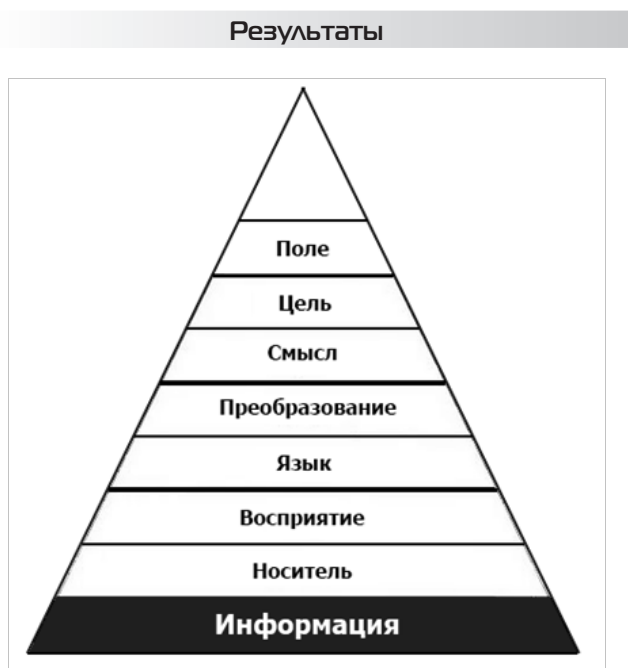 Результаты
Поле
Цель
Смысл
Преобразование
Язык
Восприятие
Носитель
Информация